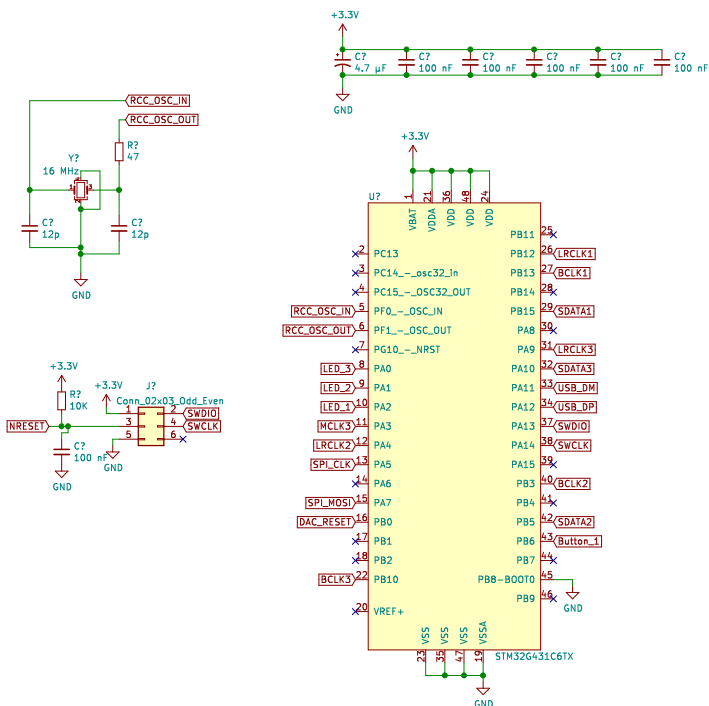 +3.3V
C?
4.7 µF
C?
100 nF
C?
100 nF
C?
100 nF
C?
100 nF
C?
100 nF
GND
RCC_OSC_IN
RCC_OSC_OUT
R?
47
Y?
16 MHz
1
3
C?
12p
C?
12p
GND
+3.3V
U?
1
21
36
48
24
VBAT
VDDA
VDD
VDD
VDD
2 PC13
3 PC14_-_osc32_in
4 PC15_-_OSC32_OUT
RCC_OSC_IN 5 PF0_-_OSC_IN
RCC_OSC_OUT 6 PF1_-_OSC_OUT
7 PG10_-_NRST
LED_3 8 PA0
LED_2 9 PA1
LED_1 10 PA2
MCLK3 11 PA3
LRCLK2 12 PA4
SPI_CLK 13 PA5
14 PA6
SPI_MOSI 15 PA7
DAC_RESET 16 PB0
17 PB1
18 PB2
BCLK3 22 PB10
20 VREF+
PB11 25
PB12 26 LRCLK1
PB13 27 BCLK1
PB14 28
PB15 29 SDATA1
PA8 30
PA9 31 LRCLK3
PA10 32 SDATA3
PA11 33 USB_DM
PA12 34 USB_DP
PA13 37 SWDIO
PA14 38 SWCLK
PA15 39
PB3 40 BCLK2
PB4 41
PB5 42 SDATA2
PB6 43 Button_1
PB7 44
PB8-BOOT0 45
PB9 46
GND
VSS
VSS
VSS
VSSA
23
35
47
19
STM32G431C6TX
GND
+3.3V
R?
10K
NRESET
C?
100 nF
GND
+3.3V
J?
Conn_02x03_Odd_Even
1 2 SWDIO
3 4 SWCLK
5 6
GND